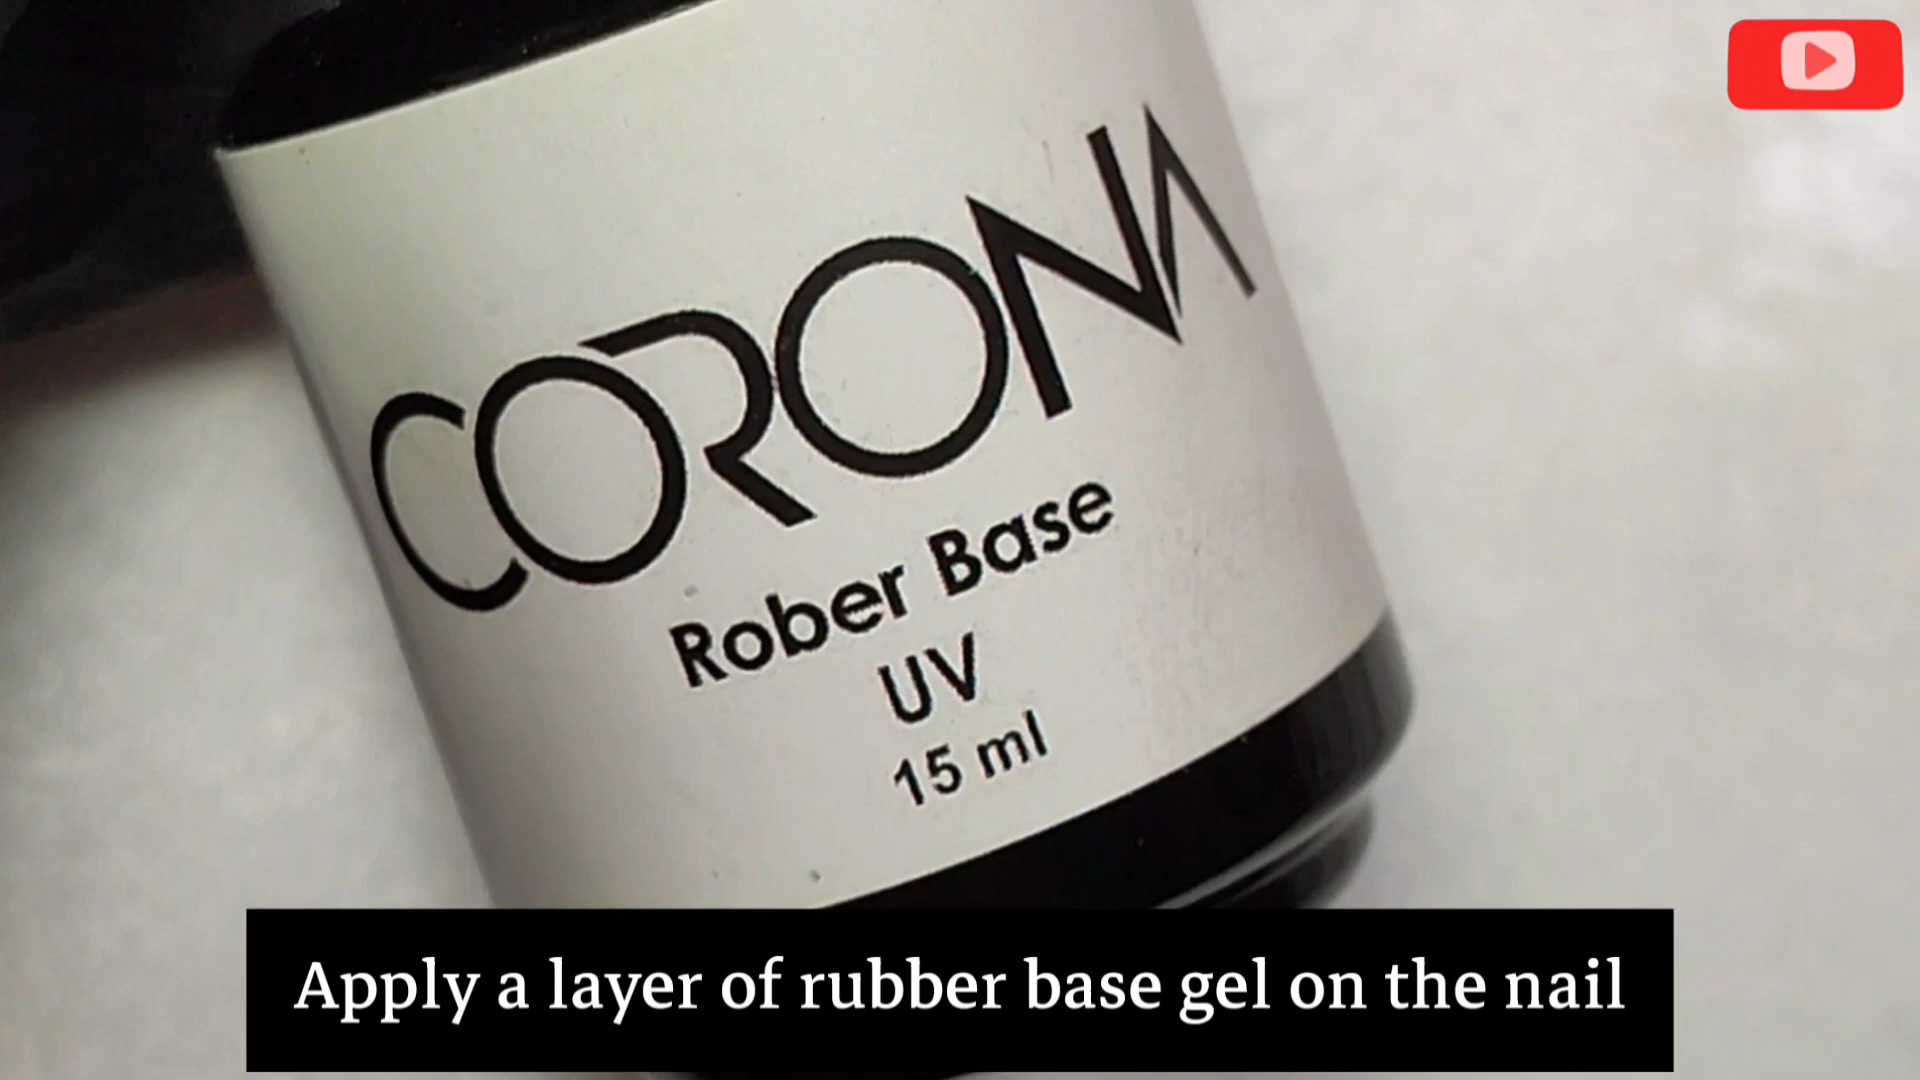 CORONA
Rober Base
UV
15 ml
Apply a layer of rubber base gel on the nail